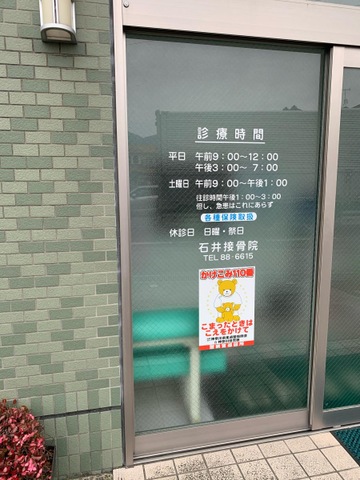 診療時間
平日 午前9：00～12：00
午後3：00～ 7：00
土曜日 午前9：00～午後1：00
往診時間午後1：00～3：00
但し、急患はこれにあらず
各種保険取扱
休診日 日曜・祭日
石井接骨院
TEL 88-6615
かけこみ110番
こまったときは
こえをかけて